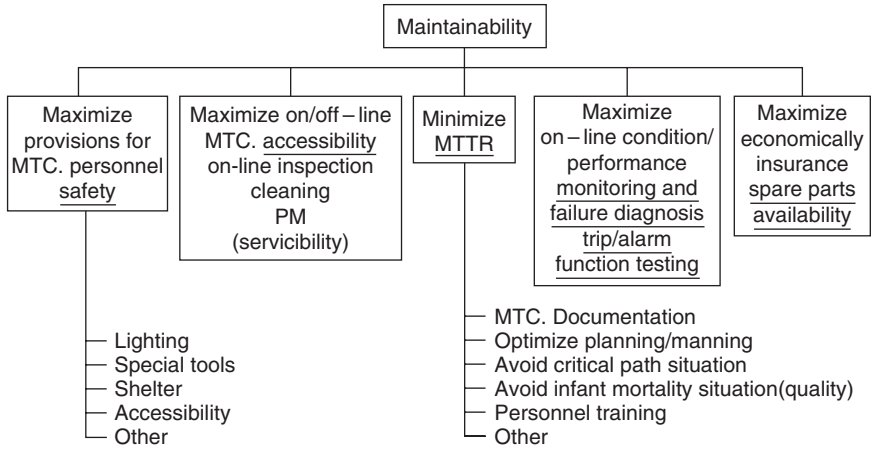 Maintainability
Maximize
provisions for
MTC. personnel
safety
Maximize on/off – line
MTC. accessibility
on-line inspection
cleaning
PM
(servicibility)
Minimize
MTTR
Maximize
on – line condition/
performance
monitoring and
failure diagnosis
trip/alarm
function testing
Maximize
economically
insurance
spare parts
availability
Lighting
Special tools
Shelter
Accessibility
Other
MTC. Documentation
Optimize planning/manning
Avoid critical path situation
Avoid infant mortality situation(quality)
Personnel training
Other